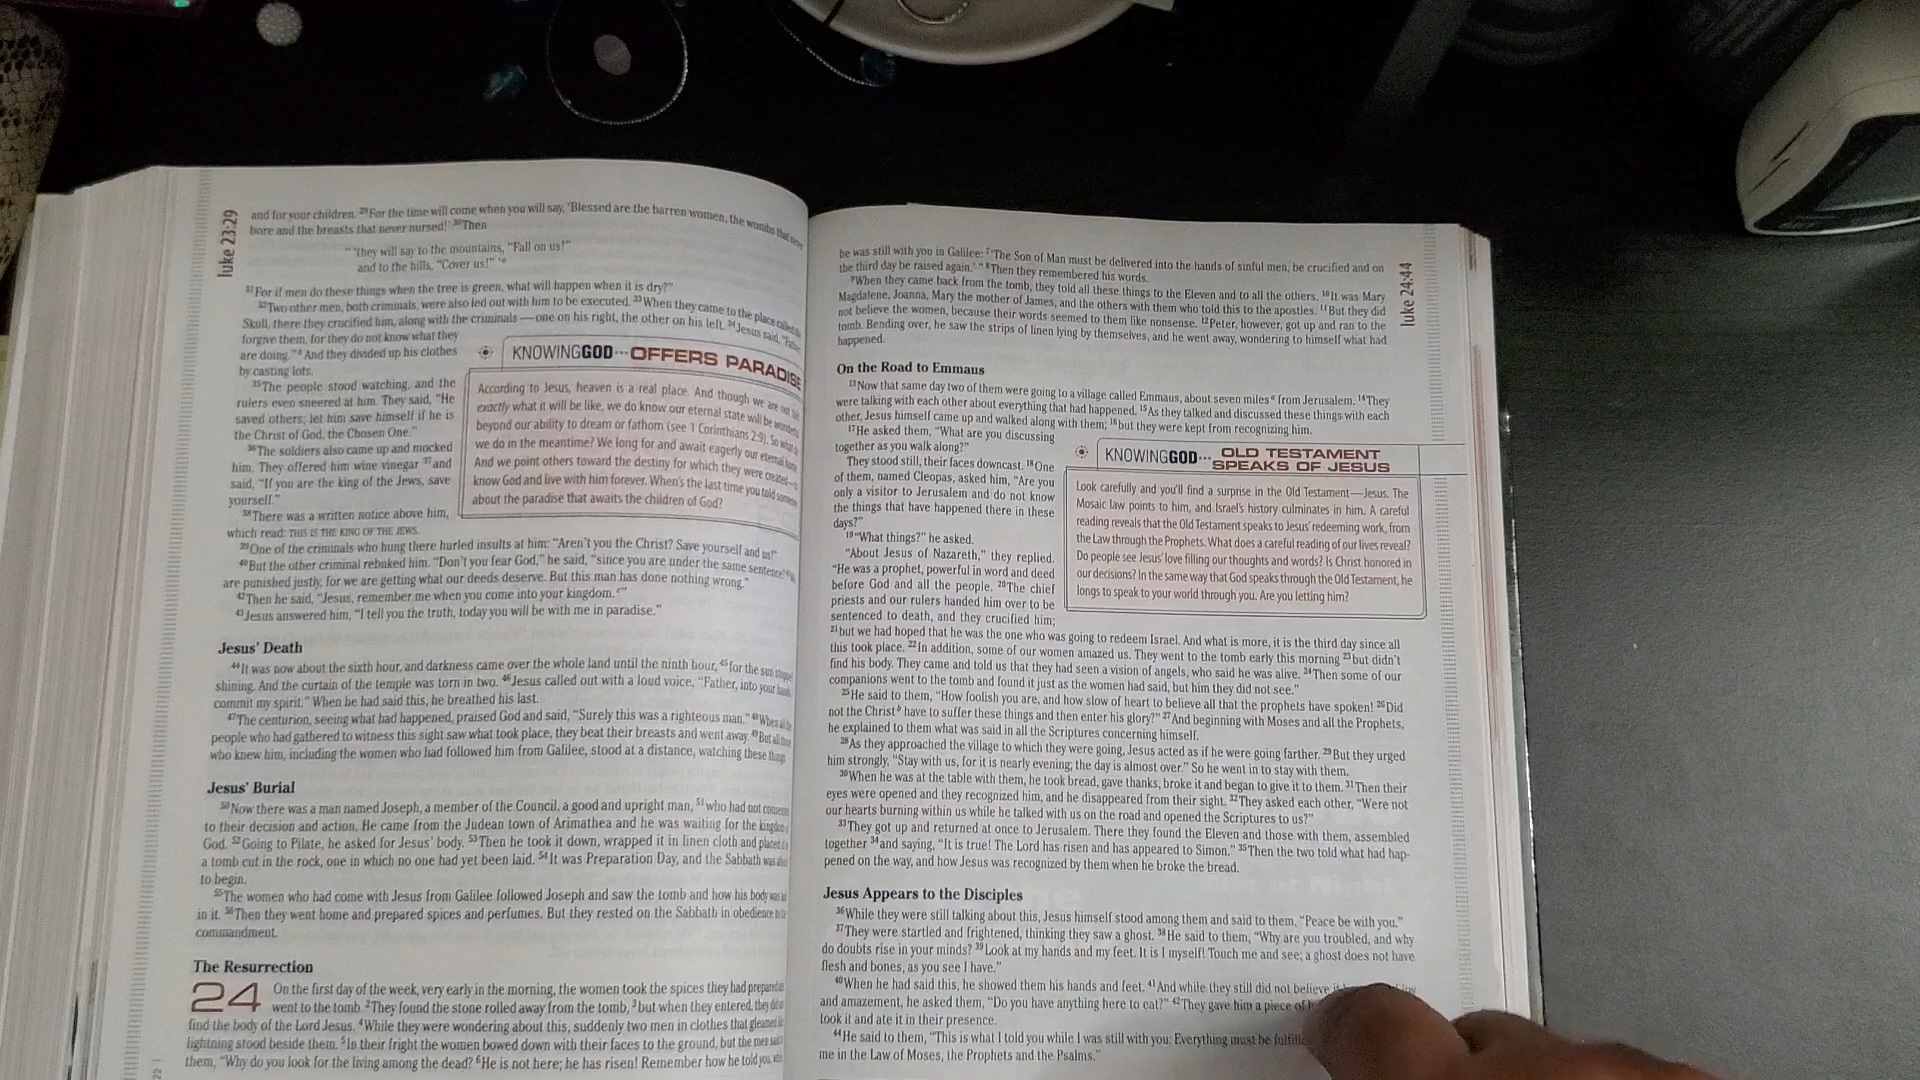 luke 23:29
and for your children. 29For the time will come when you will say, 'Blessed are the barren women, the wombs that never
bore and the breasts that never nursed!' 30Then
" 'they will say to the mountains, "Fall on us!"
and to the hills, "Cover us!" '
31For if men do these things when the tree is green, what will happen when it is dry?"
32Two other men, both criminals, were also led out with him to be executed. 33When they came to the place called the
Skull, there they crucified him, along with the criminals — one on his right, the other on his left. 34Jesus said, "Father,
forgive them, for they do not know what they
are doing." And they divided up his clothes
by casting lots.
35The people stood watching, and the
rulers even sneered at him. They said, "He
saved others; let him save himself if he is
the Christ of God, the Chosen One."
36The soldiers also came up and mocked
him. They offered him wine vinegar 37and
said, "If you are the king of the Jews, save
yourself."
38There was a written notice above him,
which read: THIS IS THE KING OF THE JEWS.
KNOWINGGOD··· OFFERS PARADISE
According to Jesus, heaven is a real place. And though we are not
exactly what it will be like, we do know our eternal state will be wonderful
beyond our ability to dream or fathom (see 1 Corinthians 2:9). So what do
we do in the meantime? We long for and await eagerly our eternal home
And we point others toward the destiny for which they were created—to
know God and live with him forever. When's the last time you told someone
about the paradise that awaits the children of God?
39One of the criminals who hung there hurled insults at him: "Aren't you the Christ? Save yourself and us!"
40But the other criminal rebuked him. "Don't you fear God," he said, "since you are under the same sentence?
are punished justly, for we are getting what our deeds deserve. But this man has done nothing wrong."
42Then he said, "Jesus, remember me when you come into your kingdom."
43Jesus answered him, "I tell you the truth, today you will be with me in paradise."
Jesus' Death
44It was now about the sixth hour, and darkness came over the whole land until the ninth hour, 45for the sun stopped
shining. And the curtain of the temple was torn in two. 46Jesus called out with a loud voice, "Father, into your hands
commit my spirit." When he had said this, he breathed his last.
47The centurion, seeing what had happened, praised God and said, "Surely this was a righteous man." 48When all the
people who had gathered to witness this sight saw what took place, they beat their breasts and went away. 49But all those
who knew him, including the women who had followed him from Galilee, stood at a distance, watching these things
Jesus' Burial
50Now there was a man named Joseph, a member of the Council, a good and upright man, 51who had not consented
to their decision and action. He came from the Judean town of Arimathea and he was waiting for the kingdom
God. 52Going to Pilate, he asked for Jesus' body. 53Then he took it down, wrapped it in linen cloth and placed it
a tomb cut in the rock, one in which no one had yet been laid. 54It was Preparation Day, and the Sabbath was
to begin.
55The women who had come with Jesus from Galilee followed Joseph and saw the tomb and how his body was
in it. 56Then they went home and prepared spices and perfumes. But they rested on the Sabbath in obedience to
commandment.
The Resurrection
24 On the first day of the week, very early in the morning, the women took the spices they had prepared
went to the tomb. 2They found the stone rolled away from the tomb, 3but when they entered, they did
find the body of the Lord Jesus. 4While they were wondering about this, suddenly two men in clothes that gleamed
lightning stood beside them. 5In their fright the women bowed down with their faces to the ground, but the men said
them, "Why do you look for the living among the dead? 6He is not here; he has risen! Remember how he told you,
22
luke 24:44
he was still with you in Galilee: 7'The Son of Man must be delivered into the hands of sinful men, be crucified and on
the third day be raised again.' " 8Then they remembered his words.
9When they came back from the tomb, they told all these things to the Eleven and to all the others. 10It was Mary
Magdalene, Joanna, Mary the mother of James, and the others with them who told this to the apostles. 11But they did
not believe the women, because their words seemed to them like nonsense. 12Peter, however, got up and ran to the
tomb. Bending over, he saw the strips of linen lying by themselves, and he went away, wondering to himself what had
happened.
On the Road to Emmaus
13Now that same day two of them were going to a village called Emmaus, about seven miles from Jerusalem. 14They
were talking with each other about everything that had happened. 15As they talked and discussed these things with each
other, Jesus himself came up and walked along with them; 16but they were kept from recognizing him.
17He asked them, "What are you discussing
together as you walk along?"
They stood still, their faces downcast. 18One
of them, named Cleopas, asked him, "Are you
only a visitor to Jerusalem and do not know
the things that have happened there in these
days?"
19"What things?" he asked.
"About Jesus of Nazareth," they replied.
"He was a prophet, powerful in word and deed
before God and all the people. 20The chief
priests and our rulers handed him over to be
sentenced to death, and they crucified him;
KNOWINGGOD··· OLD TESTAMENT
SPEAKS OF JESUS
Look carefully and you'll find a surprise in the Old Testament—Jesus. The
Mosaic law points to him, and Israel's history culminates in him. A careful
reading reveals that the Old Testament speaks to Jesus' redeeming work, from
the Law through the Prophets. What does a careful reading of our lives reveal?
Do people see Jesus' love filling our thoughts and words? Is Christ honored in
our decisions? In the same way that God speaks through the Old Testament, he
longs to speak to your world through you. Are you letting him?
21but we had hoped that he was the one who was going to redeem Israel. And what is more, it is the third day since all
this took place. 22In addition, some of our women amazed us. They went to the tomb early this morning 23but didn't
find his body. They came and told us that they had seen a vision of angels, who said he was alive. 24Then some of our
companions went to the tomb and found it just as the women had said, but him they did not see."
25He said to them, "How foolish you are, and how slow of heart to believe all that the prophets have spoken! 26Did
not the Christ b have to suffer these things and then enter his glory?" 27And beginning with Moses and all the Prophets,
he explained to them what was said in all the Scriptures concerning himself.
28As they approached the village to which they were going, Jesus acted as if he were going farther. 29But they urged
him strongly, "Stay with us, for it is nearly evening; the day is almost over." So he went in to stay with them.
30When he was at the table with them, he took bread, gave thanks, broke it and began to give it to them. 31Then their
eyes were opened and they recognized him, and he disappeared from their sight. 32They asked each other, "Were not
our hearts burning within us while he talked with us on the road and opened the Scriptures to us?"
33They got up and returned at once to Jerusalem. There they found the Eleven and those with them, assembled
together 34and saying, "It is true! The Lord has risen and has appeared to Simon." 35Then the two told what had hap-
pened on the way, and how Jesus was recognized by them when he broke the bread.
Jesus Appears to the Disciples
36While they were still talking about this, Jesus himself stood among them and said to them, "Peace be with you."
37They were startled and frightened, thinking they saw a ghost. 38He said to them, "Why are you troubled, and why
do doubts rise in your minds? 39Look at my hands and my feet. It is I myself! Touch me and see; a ghost does not have
flesh and bones, as you see I have."
40When he had said this, he showed them his hands and feet. 41And while they still did not believe
and amazement, he asked them, "Do you have anything here to eat?" 42They gave him a piece of
took it and ate it in their presence.
44He said to them, "This is what I told you while I was still with you: Everything must be
me in the Law of Moses, the Prophets and the Psalms."